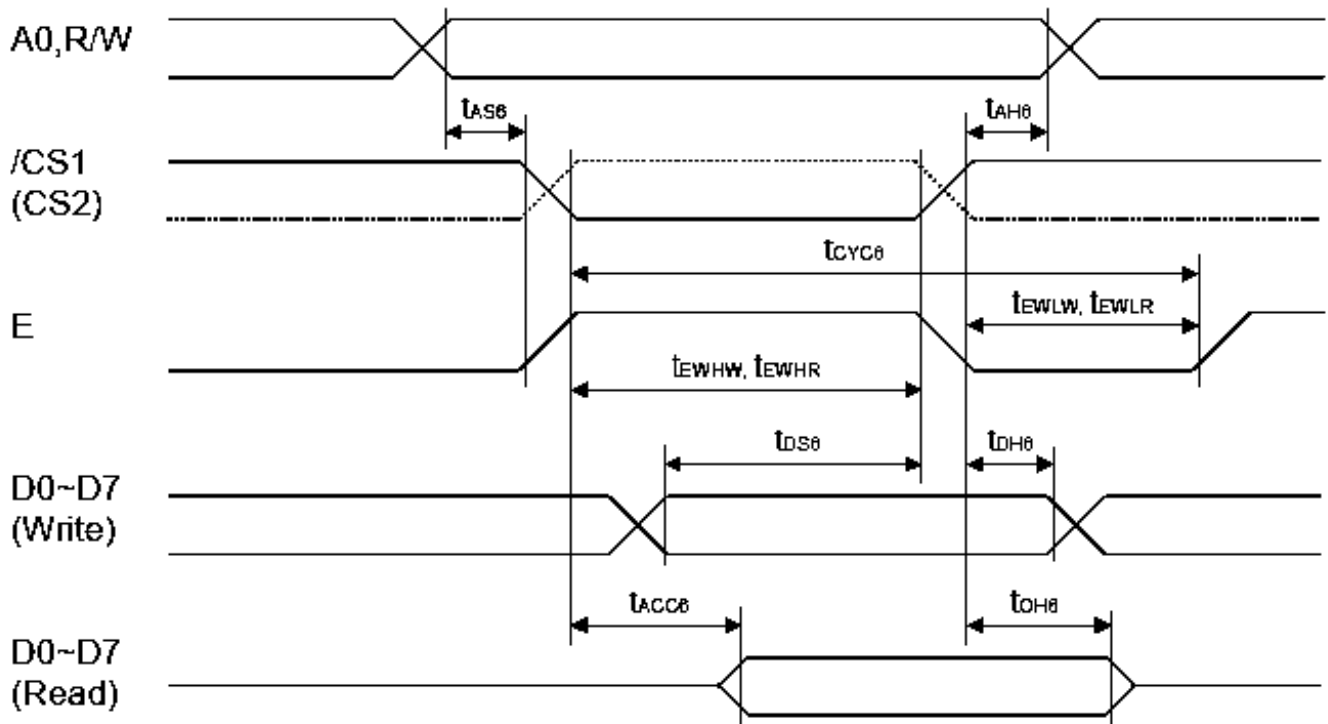 A0,R/W
tAS6
tAH6
/CS1
(CS2)
tCYC6
tEWLW, tEWLR
E
tEWHW, tEWHR
tDS6
tDH6
D0~D7
(Write)
tACC6
tOH6
D0~D7
(Read)